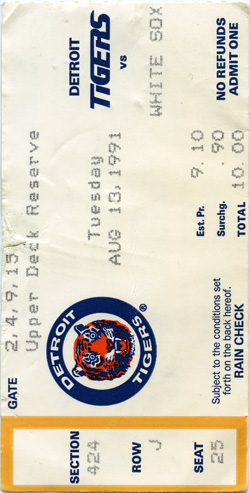 DETROIT
TIGERS
vs
WHITE SOX
NO REFUNDS
ADMIT ONE
2,4,9,15
Upper Deck Reserve
Tuesday
AUG 13,1991
Est. Pr. 9.10
Surchg. .90
TOTAL 10.00
GATE
DETROIT
TIGERS
®
Subject to the conditions set
forth on the back hereof.
RAIN CHECK
SECTION 424
ROW J
SEAT 25